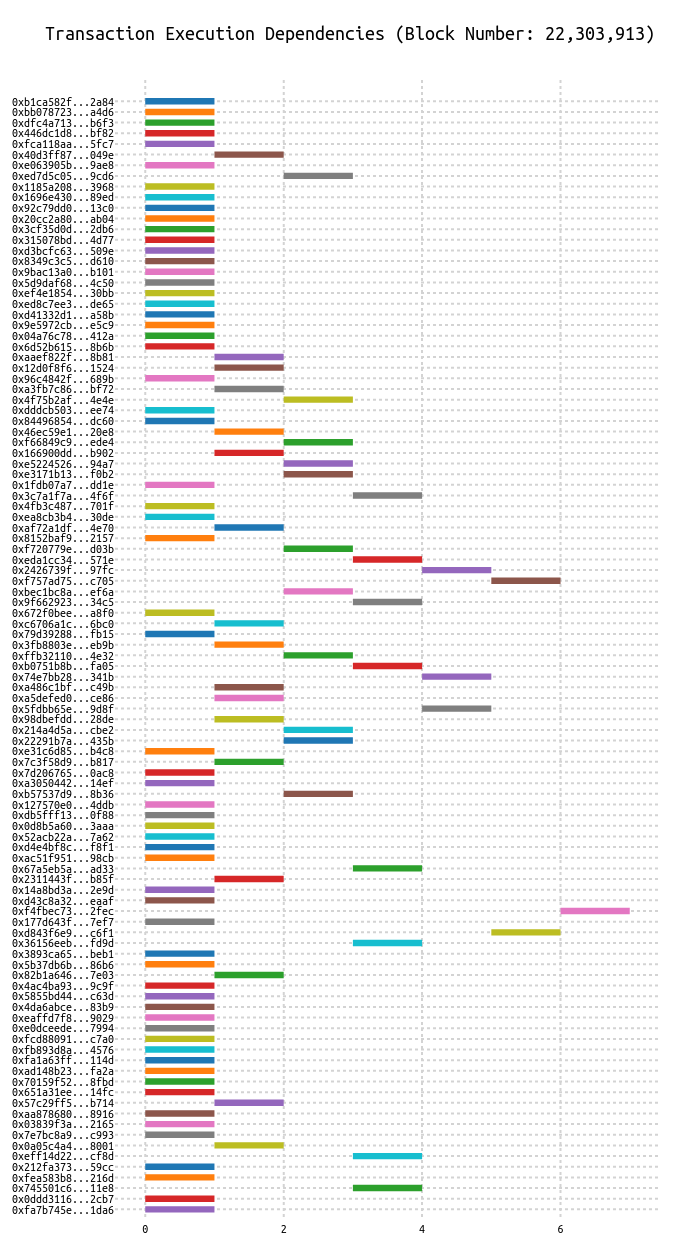 Transaction Execution Dependencies (Block Number: 22,303,913)
0xb1ca582f...2a84
0xbb078723...a4d6
0xdfc4a713...b6f3
0x446dc1d8...bf82
0xfca118aa...5fc7
0x40d3ff87...049e
0xe063905b...9ae8
0xed7d5c05...9cd6
0x1185a208...3968
0x1696e430...89ed
0x92c79dd0...13c0
0x20cc2a80...ab04
0x3cf35d0d...2db6
0x315078bd...4d77
0xd3bcfc63...509e
0x8349c3c5...d610
0x9bac13a0...b101
0x5d9daf68...4c50
0xef4e1854...30bb
0xed8c7ee3...de65
0xd41332d1...a58b
0x9e5972cb...e5c9
0x04a76c78...412a
0x6d52b615...8b6b
0xaaef822f...8b81
0x12d0f8f6...1524
0x96c4842f...689b
0xa3fb7c86...bf72
0x4f75b2af...4e4e
0xdddcb503...ee74
0x84496854...dc60
0x46ec59e1...20e8
0xf66849c9...ede4
0x166900dd...b902
0xe5224526...94a7
0xe3171b13...f0b2
0x1fdb07a7...dd1e
0x3c7a1f7a...4f6f
0x4fb3c487...701f
0xea8cb3b4...30de
0xaf72a1df...4e70
0x8152baf9...2157
0xf720779e...d03b
0xeda1cc34...571e
0x2426739f...97fc
0xf757ad75...c705
0xbec1bc8a...ef6a
0x9f662923...34c5
0x672f0bee...a8f0
0xc6706a1c...6bc0
0x79d39288...fb15
0x3fb8803e...eb9b
0xffb32110...4e32
0xb0751b8b...fa05
0x74e7bb28...341b
0xa486c1bf...c49b
0xa5defed0...ce86
0x5fdbb65e...9d8f
0x98dbefdd...28de
0x214a4d5a...cbe2
0x22291b7a...435b
0xe31c6d85...b4c8
0x7c3f58d9...b817
0x7d206765...0ac8
0xa3050442...14ef
0xb57537d9...8b36
0x127570e0...4ddb
0xdb5fff13...0f88
0x0d8b5a60...3aaa
0x52acb22a...7a62
0xd4e4bf8c...f8f1
0xac51f951...98cb
0x67a5eb5a...ad33
0x2311443f...b85f
0x14a8bd3a...2e9d
0xd43c8a32...eaaf
0xf4fbec73...2fec
0x177d643f...7ef7
0xd843f6e9...c6f1
0x36156eeb...fd9d
0x3893ca65...beb1
0x5b37db6b...86b6
0x82b1a646...7e03
0x4ac4ba93...9c9f
0x5855bd44...c63d
0x4da6abce...83b9
0xeaffd7f8...9029
0xe0dceede...7994
0xfcd88091...c7a0
0xfb893d8a...4576
0xfa1a63ff...114d
0xad148b23...fa2a
0x70159f52...8fbd
0x651a31ee...14fc
0x57c29ff5...b714
0xaa878680...8916
0x03839f3a...2165
0x7e7bc8a9...c993
0x0a05c4a4...8001
0xeff14d22...cf8d
0x212fa373...59cc
0xfea583b8...216d
0x745501c6...11e8
0x0ddd3116...2cb7
0xfa7b745e...1da6
0 2 4 6